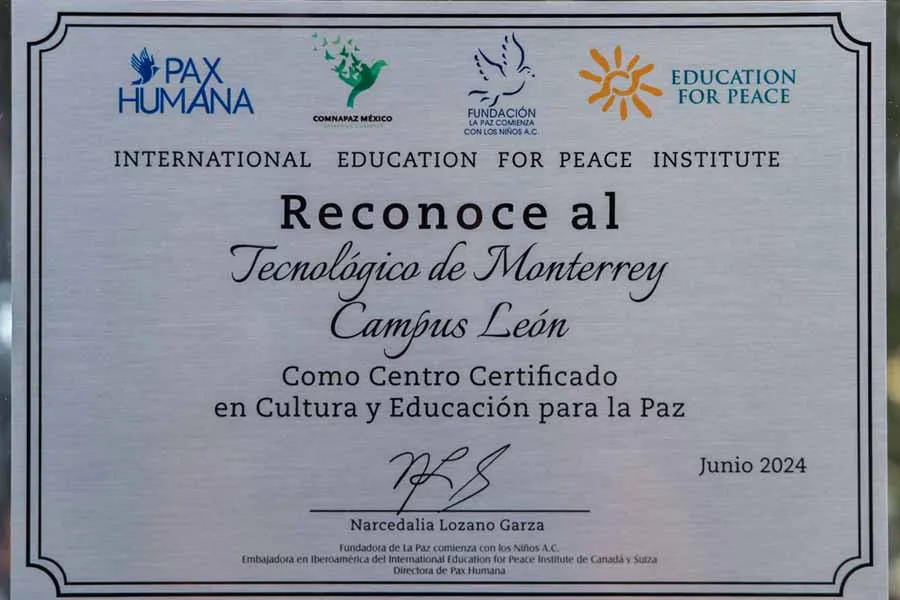 PAX
HUMANA
COMNAPAZ MÉXICO
FUNDACIÓN
LA PAZ COMIENZA
CON LOS NIÑOS A.C.
EDUCATION
FOR PEACE
INTERNATIONAL EDUCATION FOR PEACE INSTITUTE
Reconoce al
Tecnológico de Monterrey
Campus León
Como Centro Certificado
en Cultura y Educación para la Paz
Junio 2024
Narcedalia Lozano Garza
Fundadora de La Paz comienza con los Niños A.C.
Embajadora en Iberoamérica del International Education for Peace Institute de Canadá y Suiza
Directora de Pax Humana